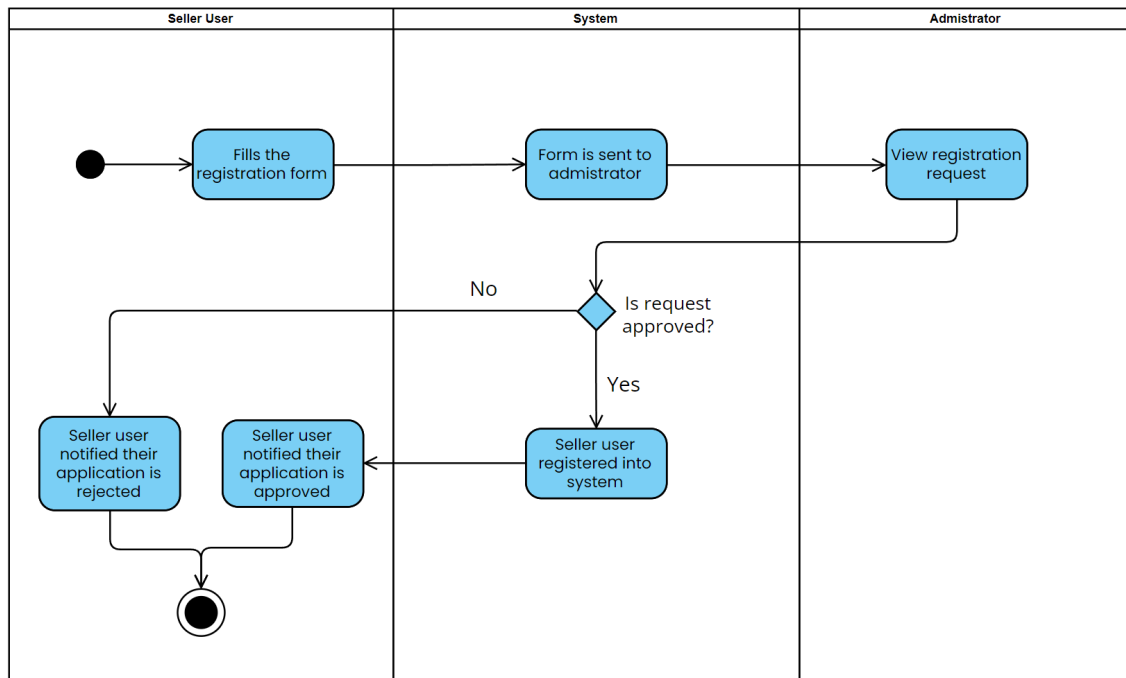 Seller User
System
Admistrator
Fills the
registration form
Form is sent to
admistrator
View registration
request
No
Is request
approved?
Yes
Seller user
notified their
application is
rejected
Seller user
notified their
application is
approved
Seller user
registered into
system